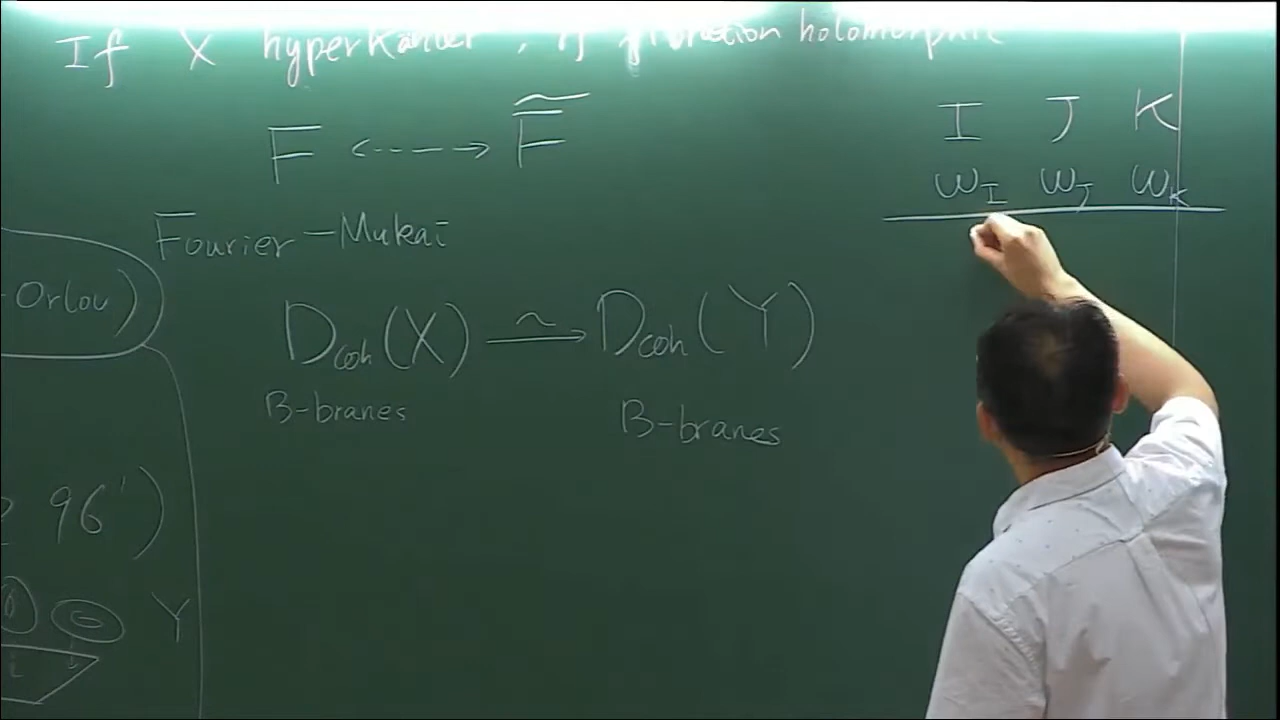 If X hyperKähler, if fibration holomorphic
F <----> F̃
Fourier-Mukai
D_coh(X) →~ D_coh(Y)
B-branes B-branes
-Orlov)
96')
Y
I J K
ω_I ω_J ω_K